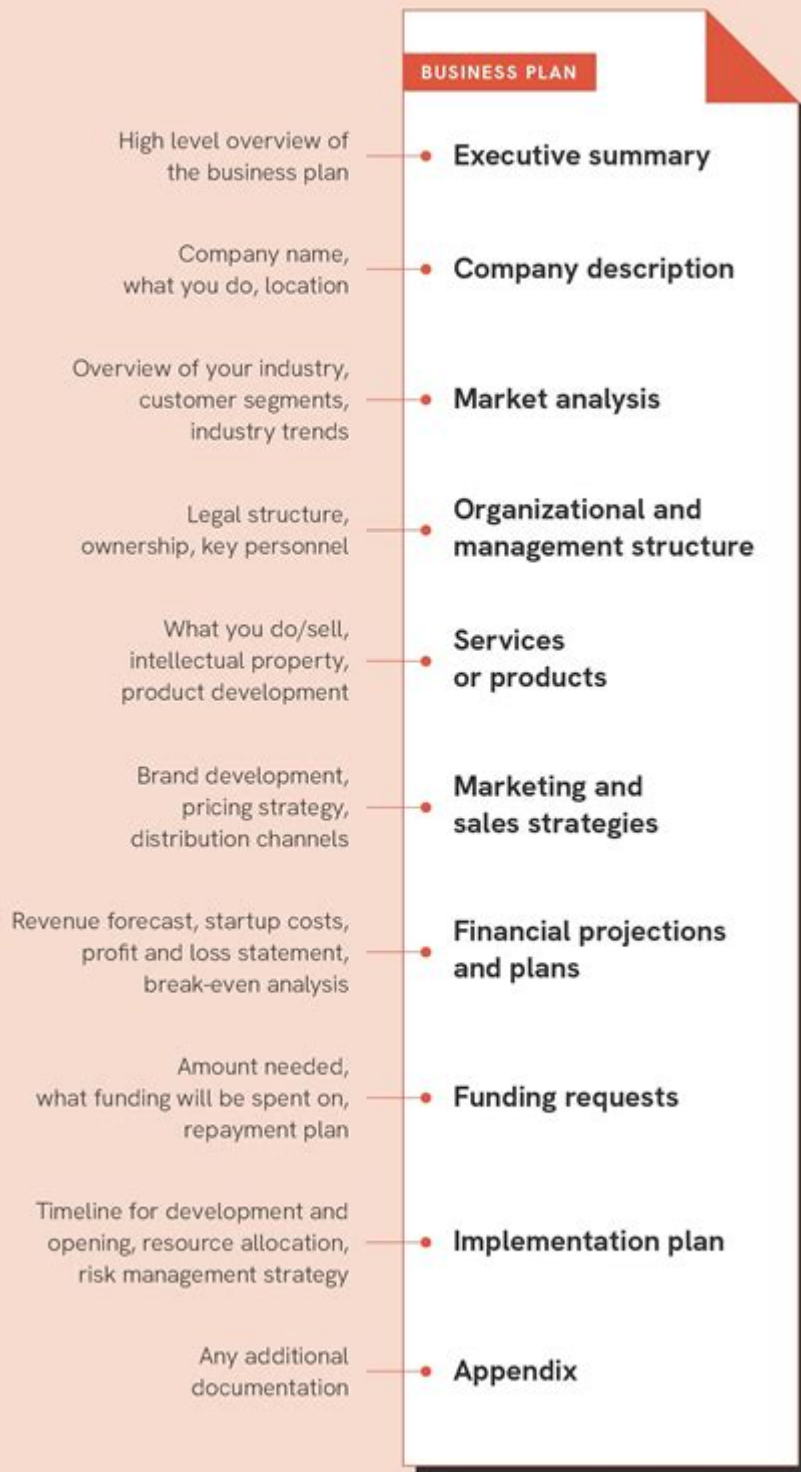 BUSINESS PLAN
High level overview of
the business plan
Executive summary
Company name,
what you do, location
Company description
Overview of your industry,
customer segments,
industry trends
Market analysis
Legal structure,
ownership, key personnel
Organizational and
management structure
What you do/sell,
intellectual property,
product development
Services
or products
Brand development,
pricing strategy,
distribution channels
Marketing and
sales strategies
Revenue forecast, startup costs,
profit and loss statement,
break-even analysis
Financial projections
and plans
Amount needed,
what funding will be spent on,
repayment plan
Funding requests
Timeline for development and
opening, resource allocation,
risk management strategy
Implementation plan
Any additional
documentation
Appendix